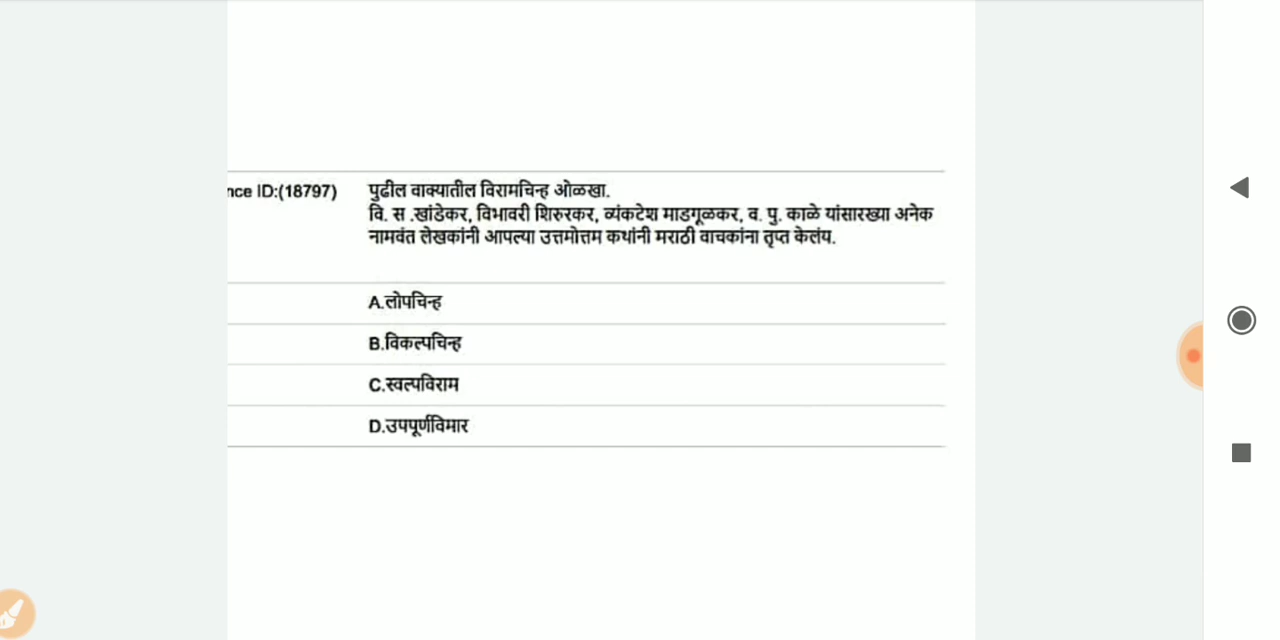 nce ID:(18797) पुढील वाक्यातील विरामचिन्ह ओळखा.
वि. स .खांडेकर, विभावरी शिरुरकर, व्यंकटेश माडगूळकर, व. पु. काळे यांसारख्या अनेक
नामवंत लेखकांनी आपल्या उत्तमोत्तम कथांनी मराठी वाचकांना तृप्त केलंय.
A.लोपचिन्ह
B.विकल्पचिन्ह
C.स्वल्पविराम
D.उपपूर्णविमार